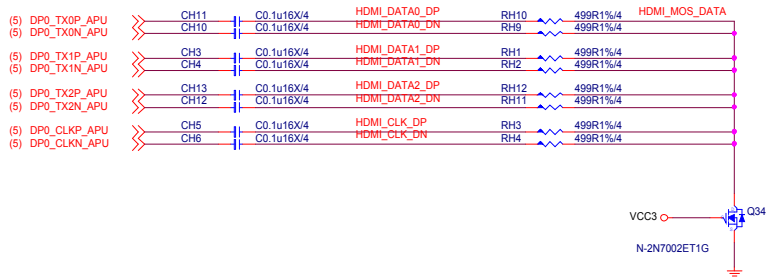 CH11 C0.1u16X/4 HDMI_DATA0_DP RH10 499R1%/4 HDMI_MOS_DATA
(5) DP0_TX0P_APU
CH10 C0.1u16X/4 HDMI_DATA0_DN RH9 499R1%/4
(5) DP0_TX0N_APU
CH3 C0.1u16X/4 HDMI_DATA1_DP RH1 499R1%/4
(5) DP0_TX1P_APU
CH4 C0.1u16X/4 HDMI_DATA1_DN RH2 499R1%/4
(5) DP0_TX1N_APU
CH13 C0.1u16X/4 HDMI_DATA2_DP RH12 499R1%/4
(5) DP0_TX2P_APU
CH12 C0.1u16X/4 HDMI_DATA2_DN RH11 499R1%/4
(5) DP0_TX2N_APU
CH5 C0.1u16X/4 HDMI_CLK_DP RH3 499R1%/4
(5) DP0_CLKP_APU
CH6 C0.1u16X/4 HDMI_CLK_DN RH4 499R1%/4
(5) DP0_CLKN_APU
VCC3 Q34
N-2N7002ET1G